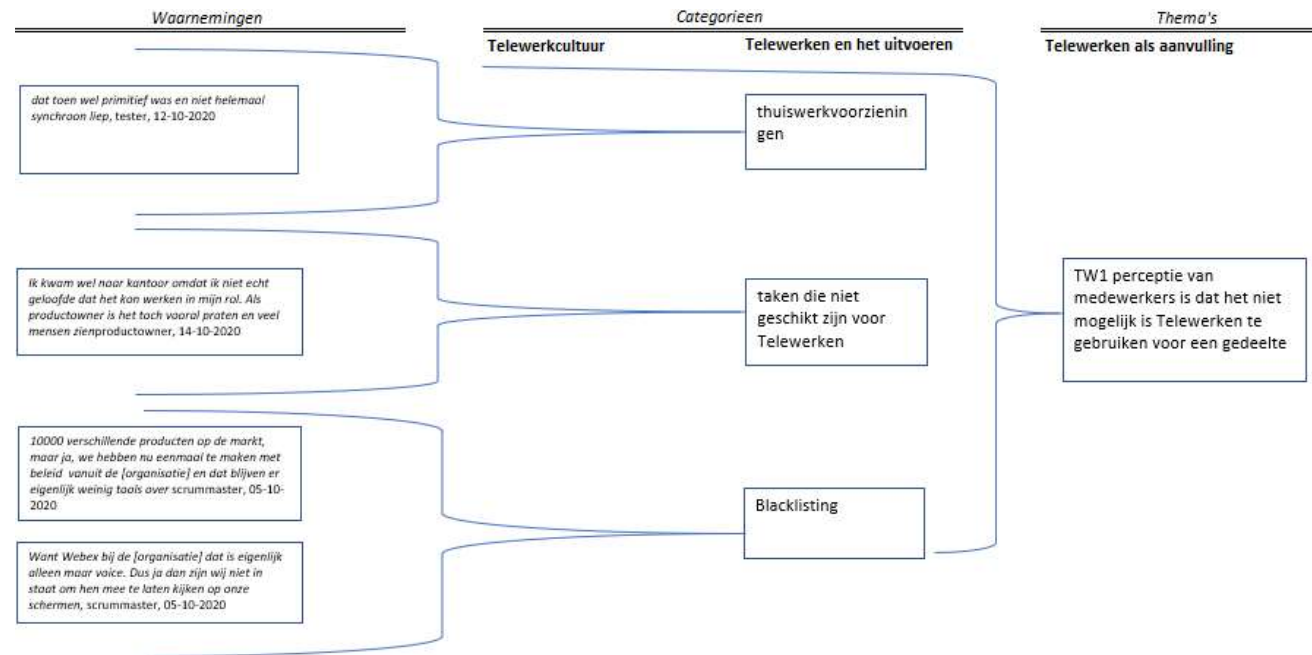 Waarnemingen
Categorieen
Thema's
Telewerkcultuur
Telewerken en het uitvoeren
Telewerken als aanvulling
dat toen wel primitief was en niet helemaal
synchroon liep, tester, 12-10-2020
thuiswerkvoorzienin
gen
Ik kwam wel naar kantoor omdat ik niet echt
geloofde dat het kon werken in mijn rol. Als
productowner is het toch vooral praten en veel
mensen zienproductowner, 14-10-2020
taken die niet
geschikt zijn voor
Telewerken
TW1 perceptie van
medewerkers is dat het niet
mogelijk is Telewerken te
gebruiken voor een gedeelte
10000 verschillende producten op de markt,
maar ja, we hebben nu eenmaal te maken met
beleid vanuit de [organisatie] en dat blijven er
eigenlijk weinig tools over scrummaster, 05-10-
2020
Blacklisting
Want Webex bij de [organisatie] dat is eigenlijk
alleen maar voice. Dus ja dan zijn wij niet in
staat om hen mee te laten kijken op onze
schermen, scrummaster, 05-10-2020